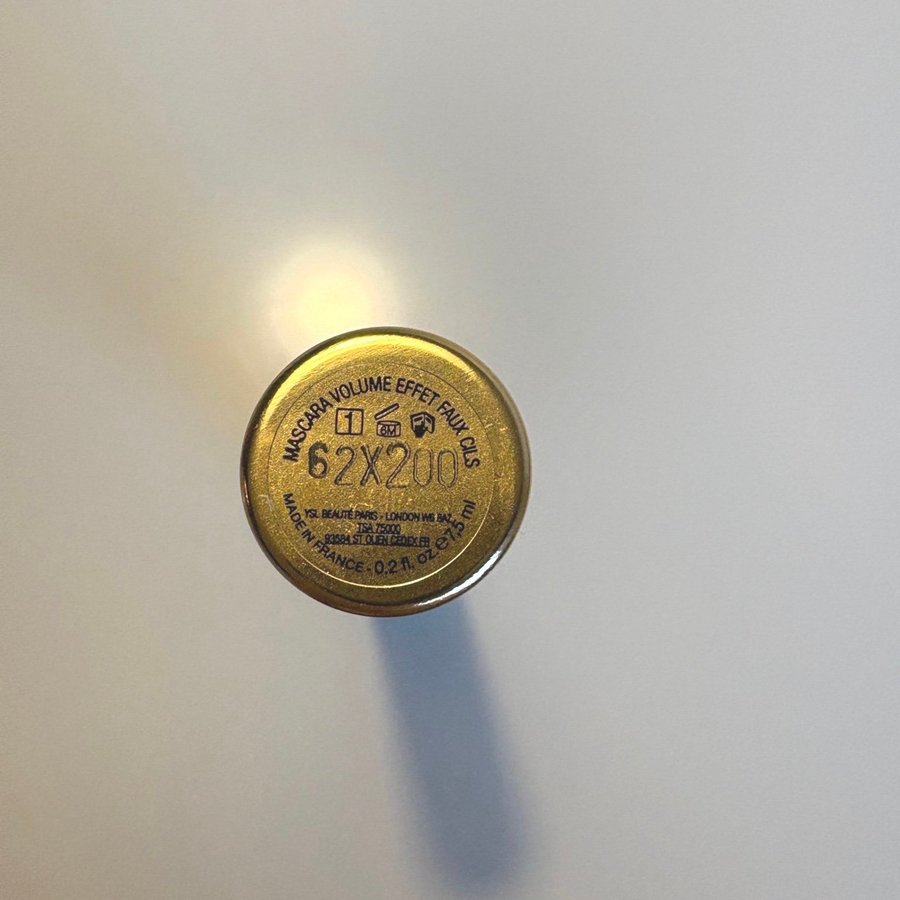 MASCARA VOLUME EFFET FAUX CILS
1 6M
62X200
YSL BEAUTÉ PARIS - LONDON W6 8AZ
TSA 75000
93584 ST OUEN CEDEX FR
MADE IN FRANCE - 0.2 fl. oz e 7,5 ml